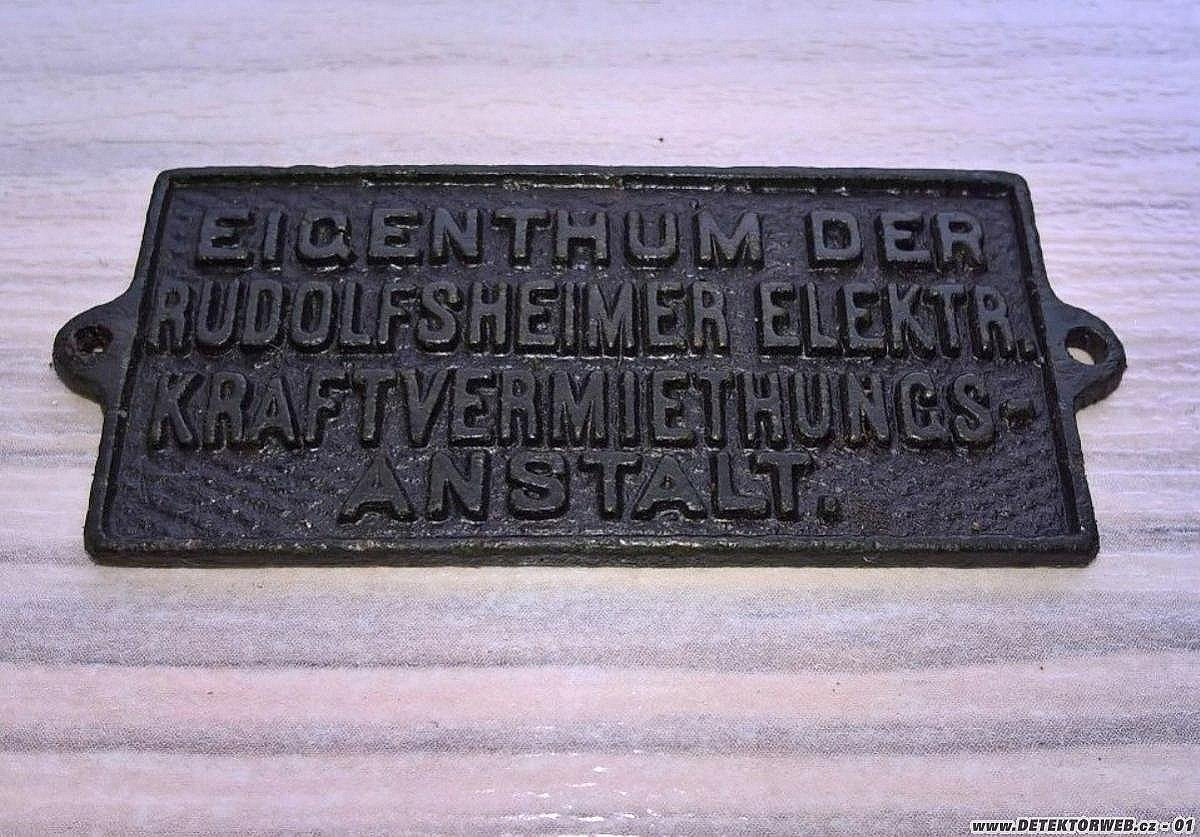 EIGENTHUM DER
RUDOLFSHEIMER ELEKTR.
KRAFTVERMIETHUNGS-
ANSTALT.
www.DETEKTORWEB.cz - 01